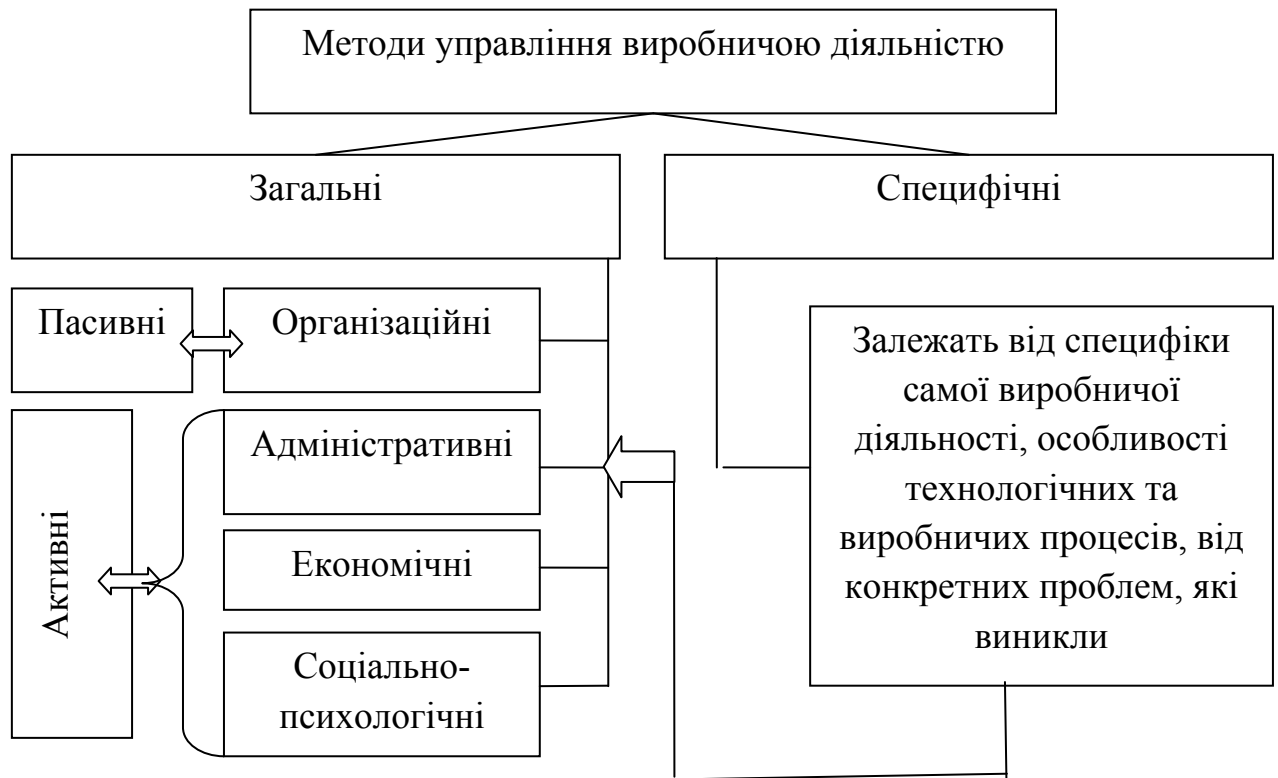 Методи управління виробничою діяльністю
Загальні
Специфічні
Пасивні
Організаційні
Адміністративні
Економічні
Соціально-
психологічні
Активні
Залежать від специфіки
самої виробничої
діяльності, особливості
технологічних та
виробничих процесів, від
конкретних проблем, які
виникли